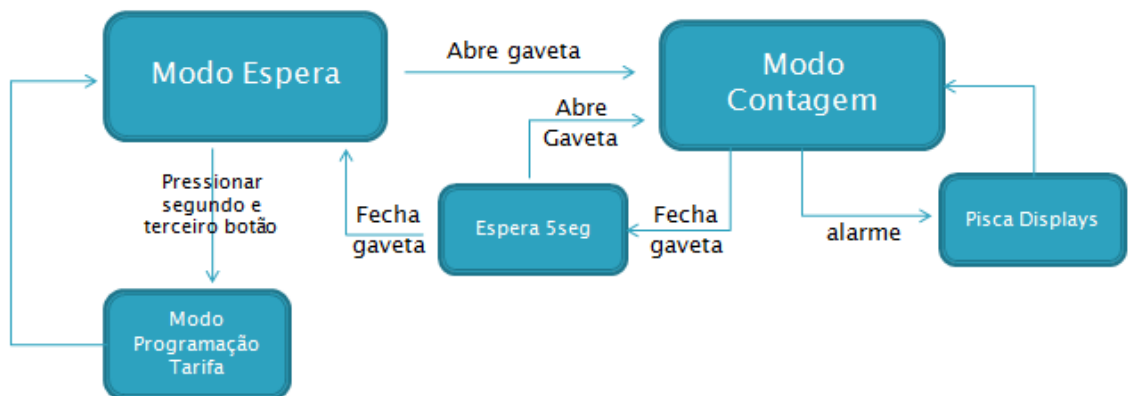 Modo Espera
Abre gaveta
Modo
Contagem
Abre
Gaveta
Pressionar
segundo e
terceiro botão
Fecha
gaveta
Espera 5seg
Fecha
gaveta
alarme
Pisca Displays
Modo
Programação
Tarifa